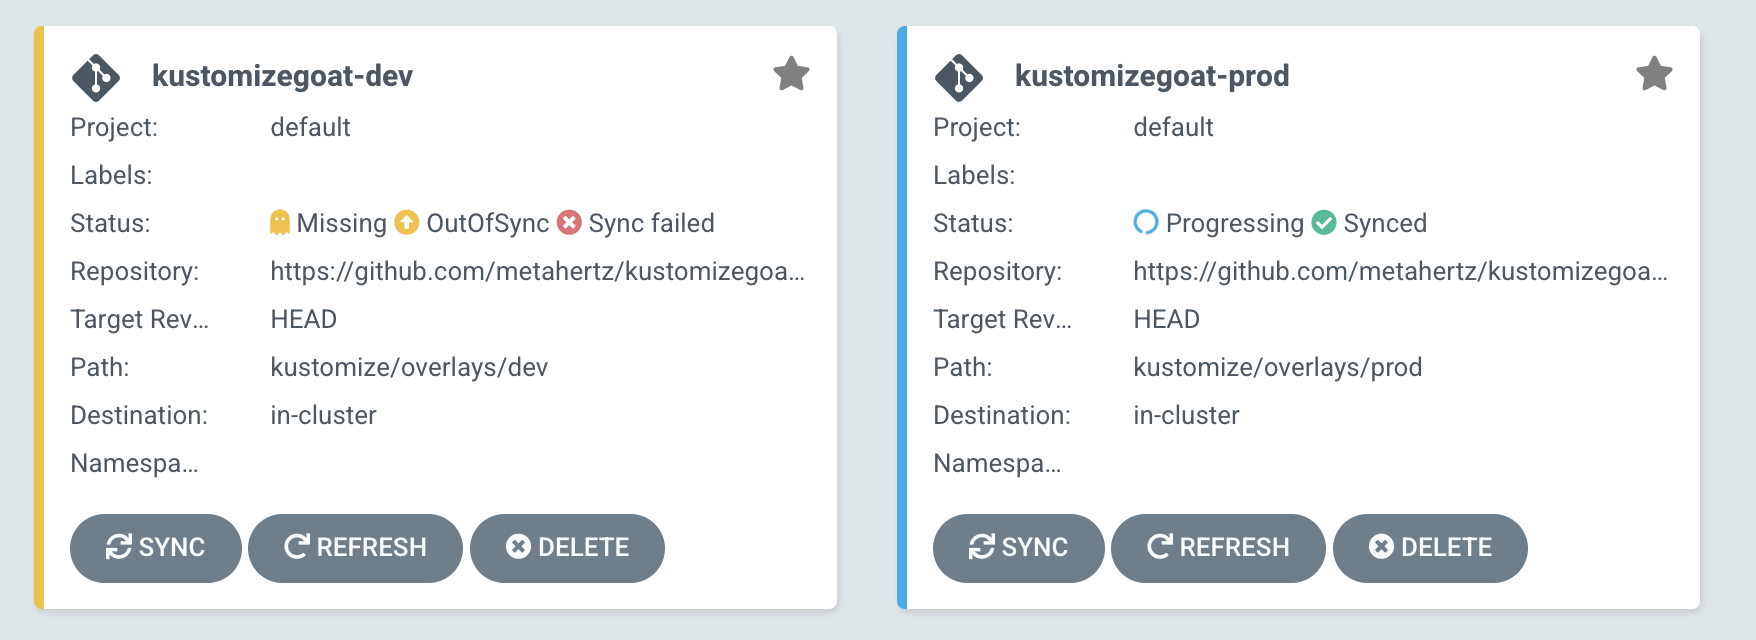 kustomizegoat-dev
Project: default
Labels:
Status: Missing OutOfSync Sync failed
Repository: https://github.com/metahertz/kustomizegoa...
Target Rev... HEAD
Path: kustomize/overlays/dev
Destination: in-cluster
Namespa...
SYNC REFRESH DELETE
kustomizegoat-prod
Project: default
Labels:
Status: Progressing Synced
Repository: https://github.com/metahertz/kustomizegoa...
Target Rev... HEAD
Path: kustomize/overlays/prod
Destination: in-cluster
Namespa...
SYNC REFRESH DELETE